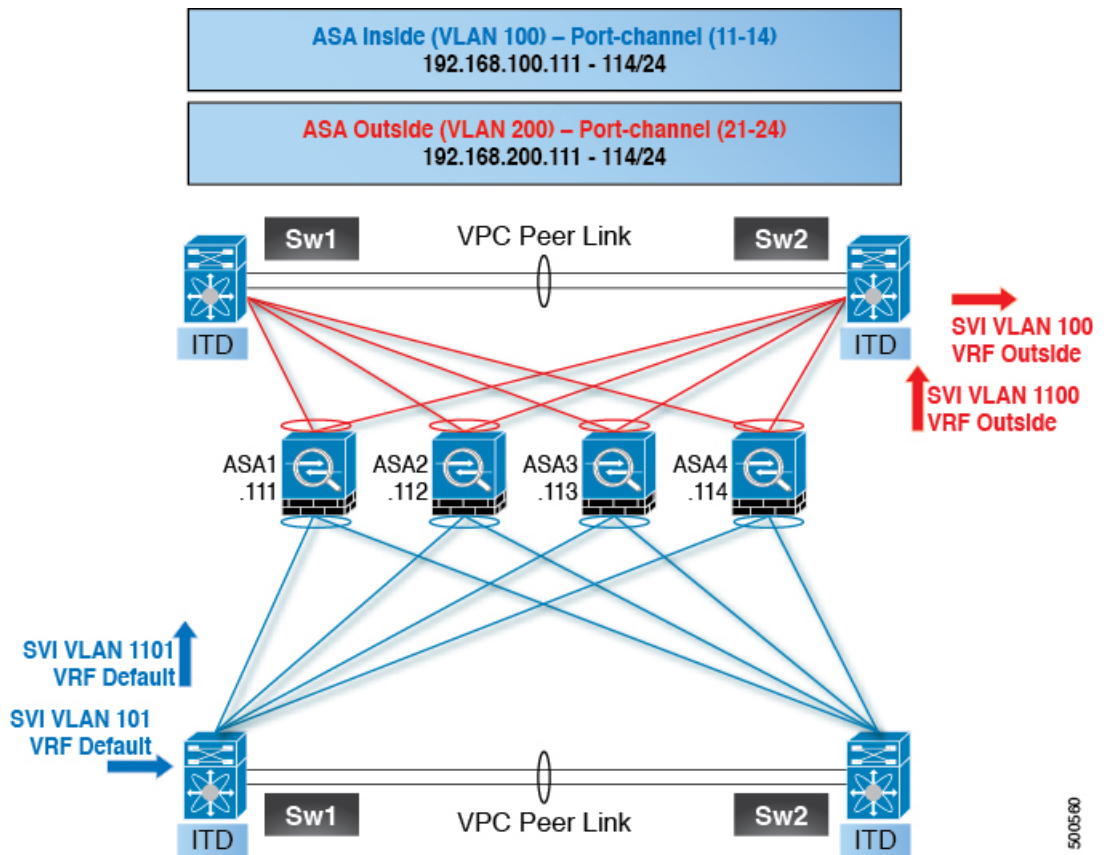 ASA Inside (VLAN 100) – Port-channel (11-14)
192.168.100.111 - 114/24
ASA Outside (VLAN 200) – Port-channel (21-24)
192.168.200.111 - 114/24
Sw1
VPC Peer Link
Sw2
ITD
ITD
SVI VLAN 100
VRF Outside
SVI VLAN 1100
VRF Outside
ASA1
.111
ASA2
.112
ASA3
.113
ASA4
.114
SVI VLAN 1101
VRF Default
SVI VLAN 101
VRF Default
Sw1
VPC Peer Link
Sw2
ITD
ITD
500560